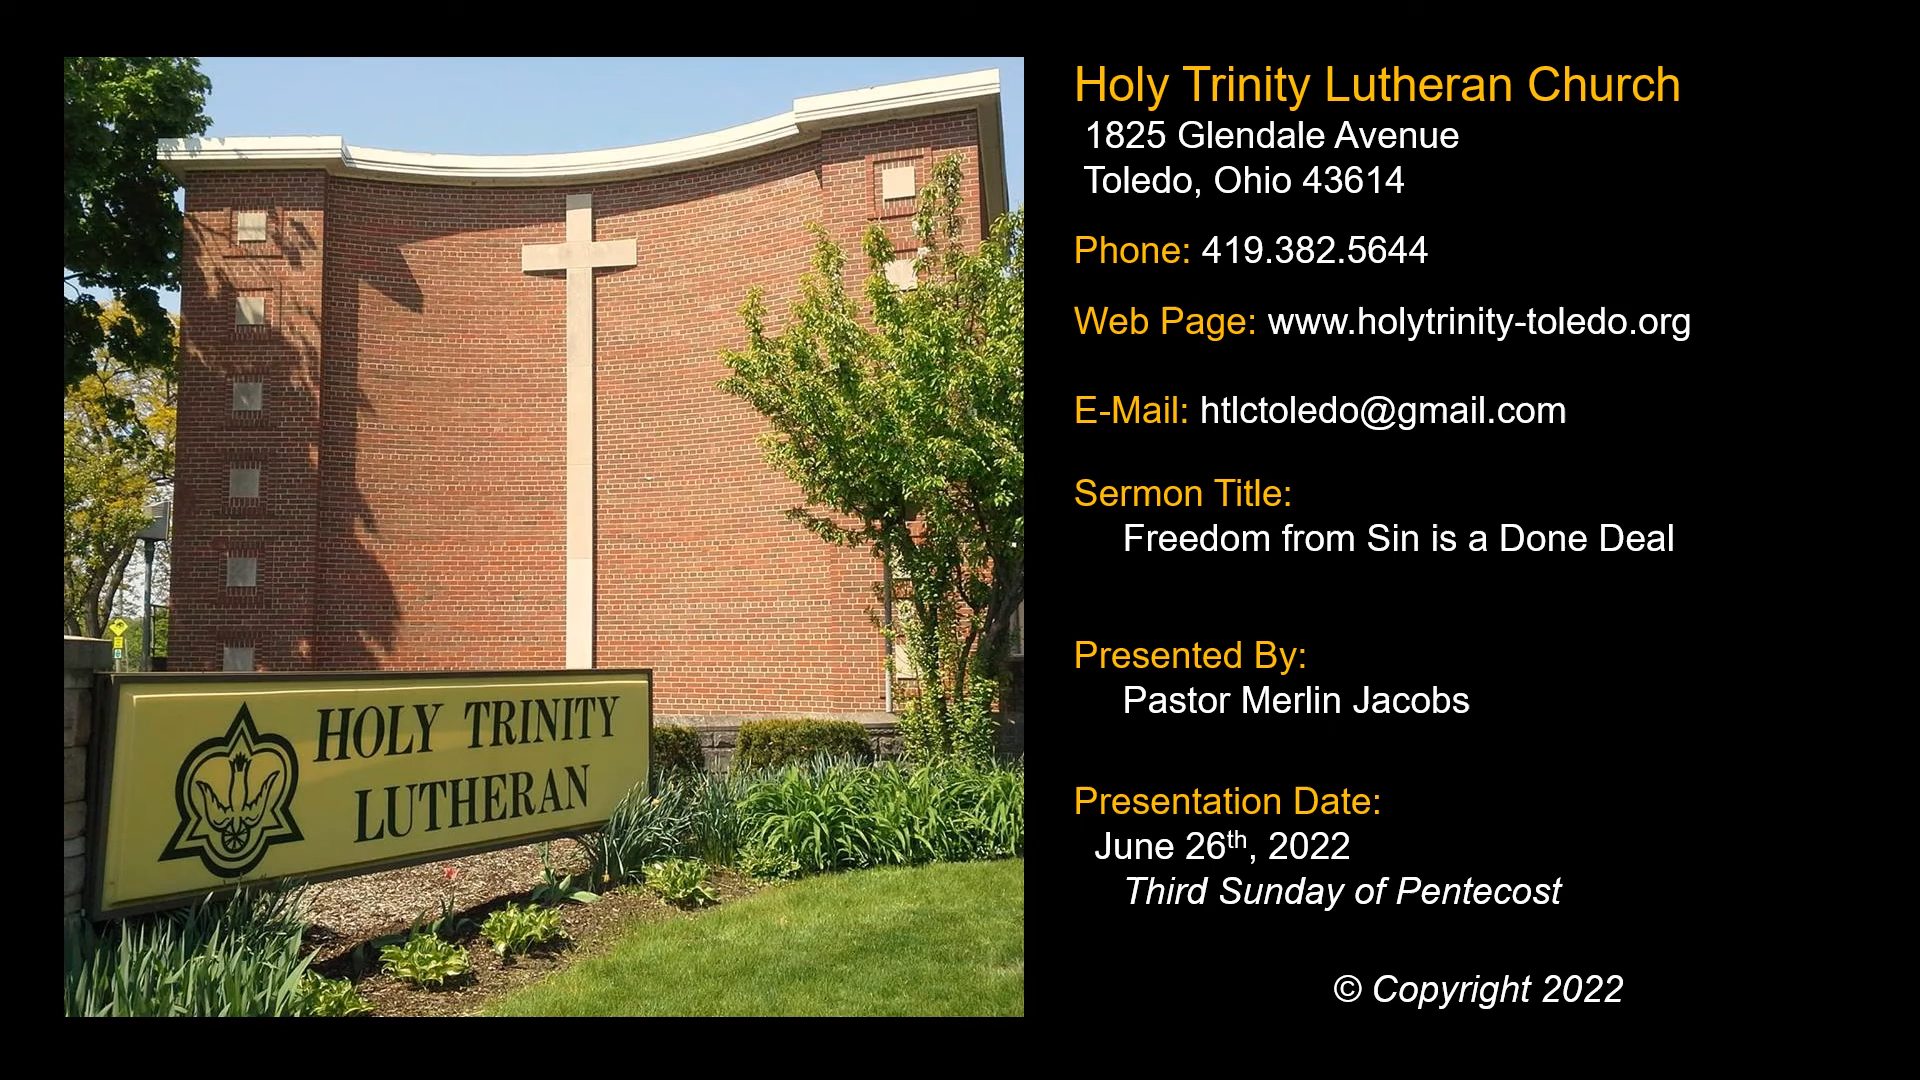 Holy Trinity Lutheran Church
1825 Glendale Avenue
Toledo, Ohio 43614
Phone: 419.382.5644
Web Page: www.holytrinity-toledo.org
E-Mail: htlctoledo@gmail.com
Sermon Title:
Freedom from Sin is a Done Deal
Presented By:
Pastor Merlin Jacobs
Presentation Date:
June 26th, 2022
Third Sunday of Pentecost
© Copyright 2022
HOLY TRINITY
LUTHERAN